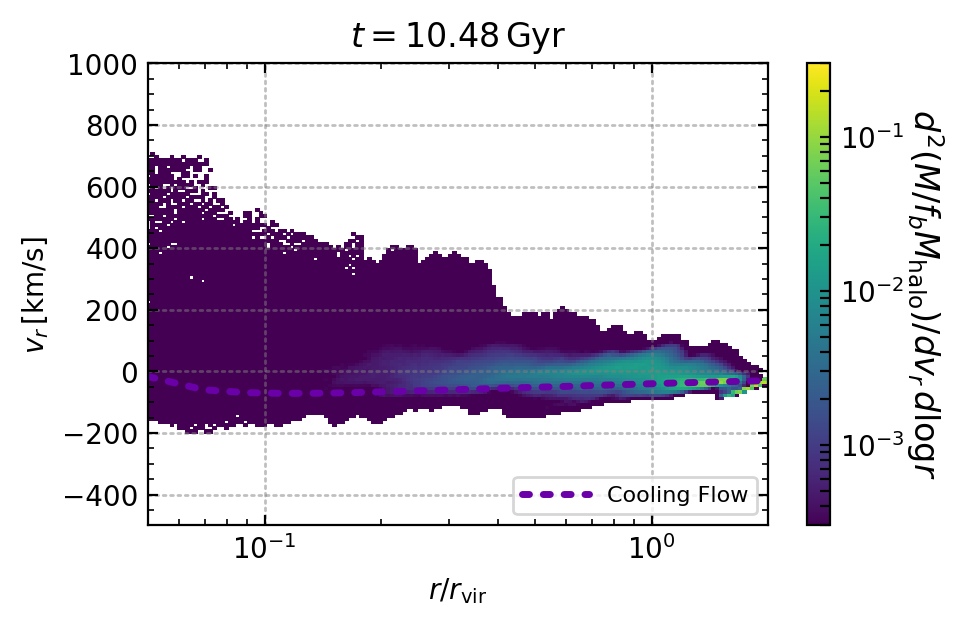 t = 10.48 Gyr
1000
800
600
400
200
0
−200
−400
v_r [km/s]
10^{-1}
10^0
r/r_vir
Cooling Flow
10^{-1}
10^{-2}
10^{-3}
d^2(M/f_b M_halo)/dv_r dlogr